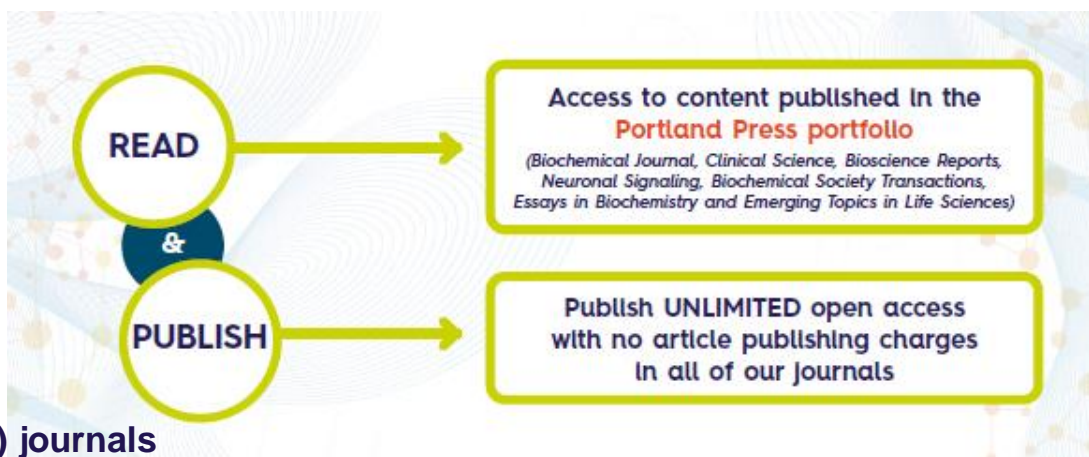 READ
Access to content published in the
Portland Press portfolio
(Biochemical Journal, Clinical Science, Bioscience Reports,
Neuronal Signaling, Biochemical Society Transactions,
Essays in Biochemistry and Emerging Topics in Life Sciences)
&
PUBLISH
Publish UNLIMITED open access
with no article publishing charges
in all of our journals
) journals